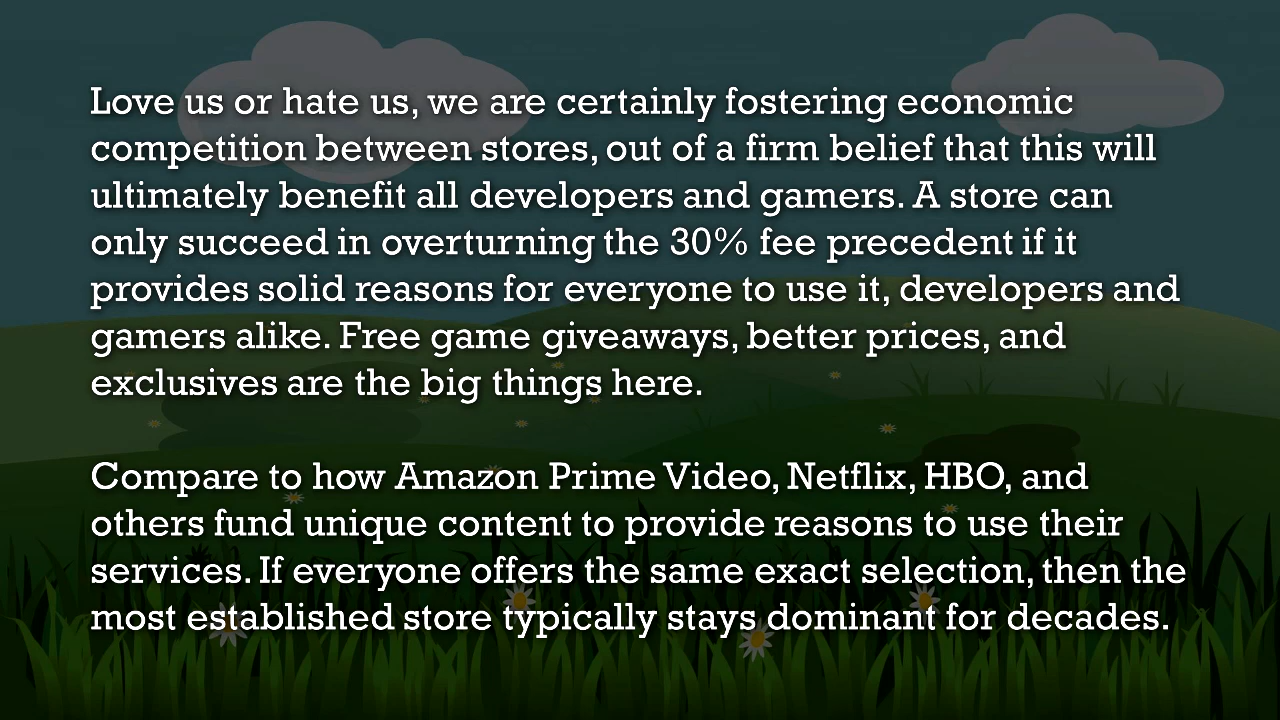 Love us or hate us, we are certainly fostering economic
competition between stores, out of a firm belief that this will
ultimately benefit all developers and gamers. A store can
only succeed in overturning the 30% fee precedent if it
provides solid reasons for everyone to use it, developers and
gamers alike. Free game giveaways, better prices, and
exclusives are the big things here.
Compare to how Amazon Prime Video, Netflix, HBO, and
others fund unique content to provide reasons to use their
services. If everyone offers the same exact selection, then the
most established store typically stays dominant for decades.